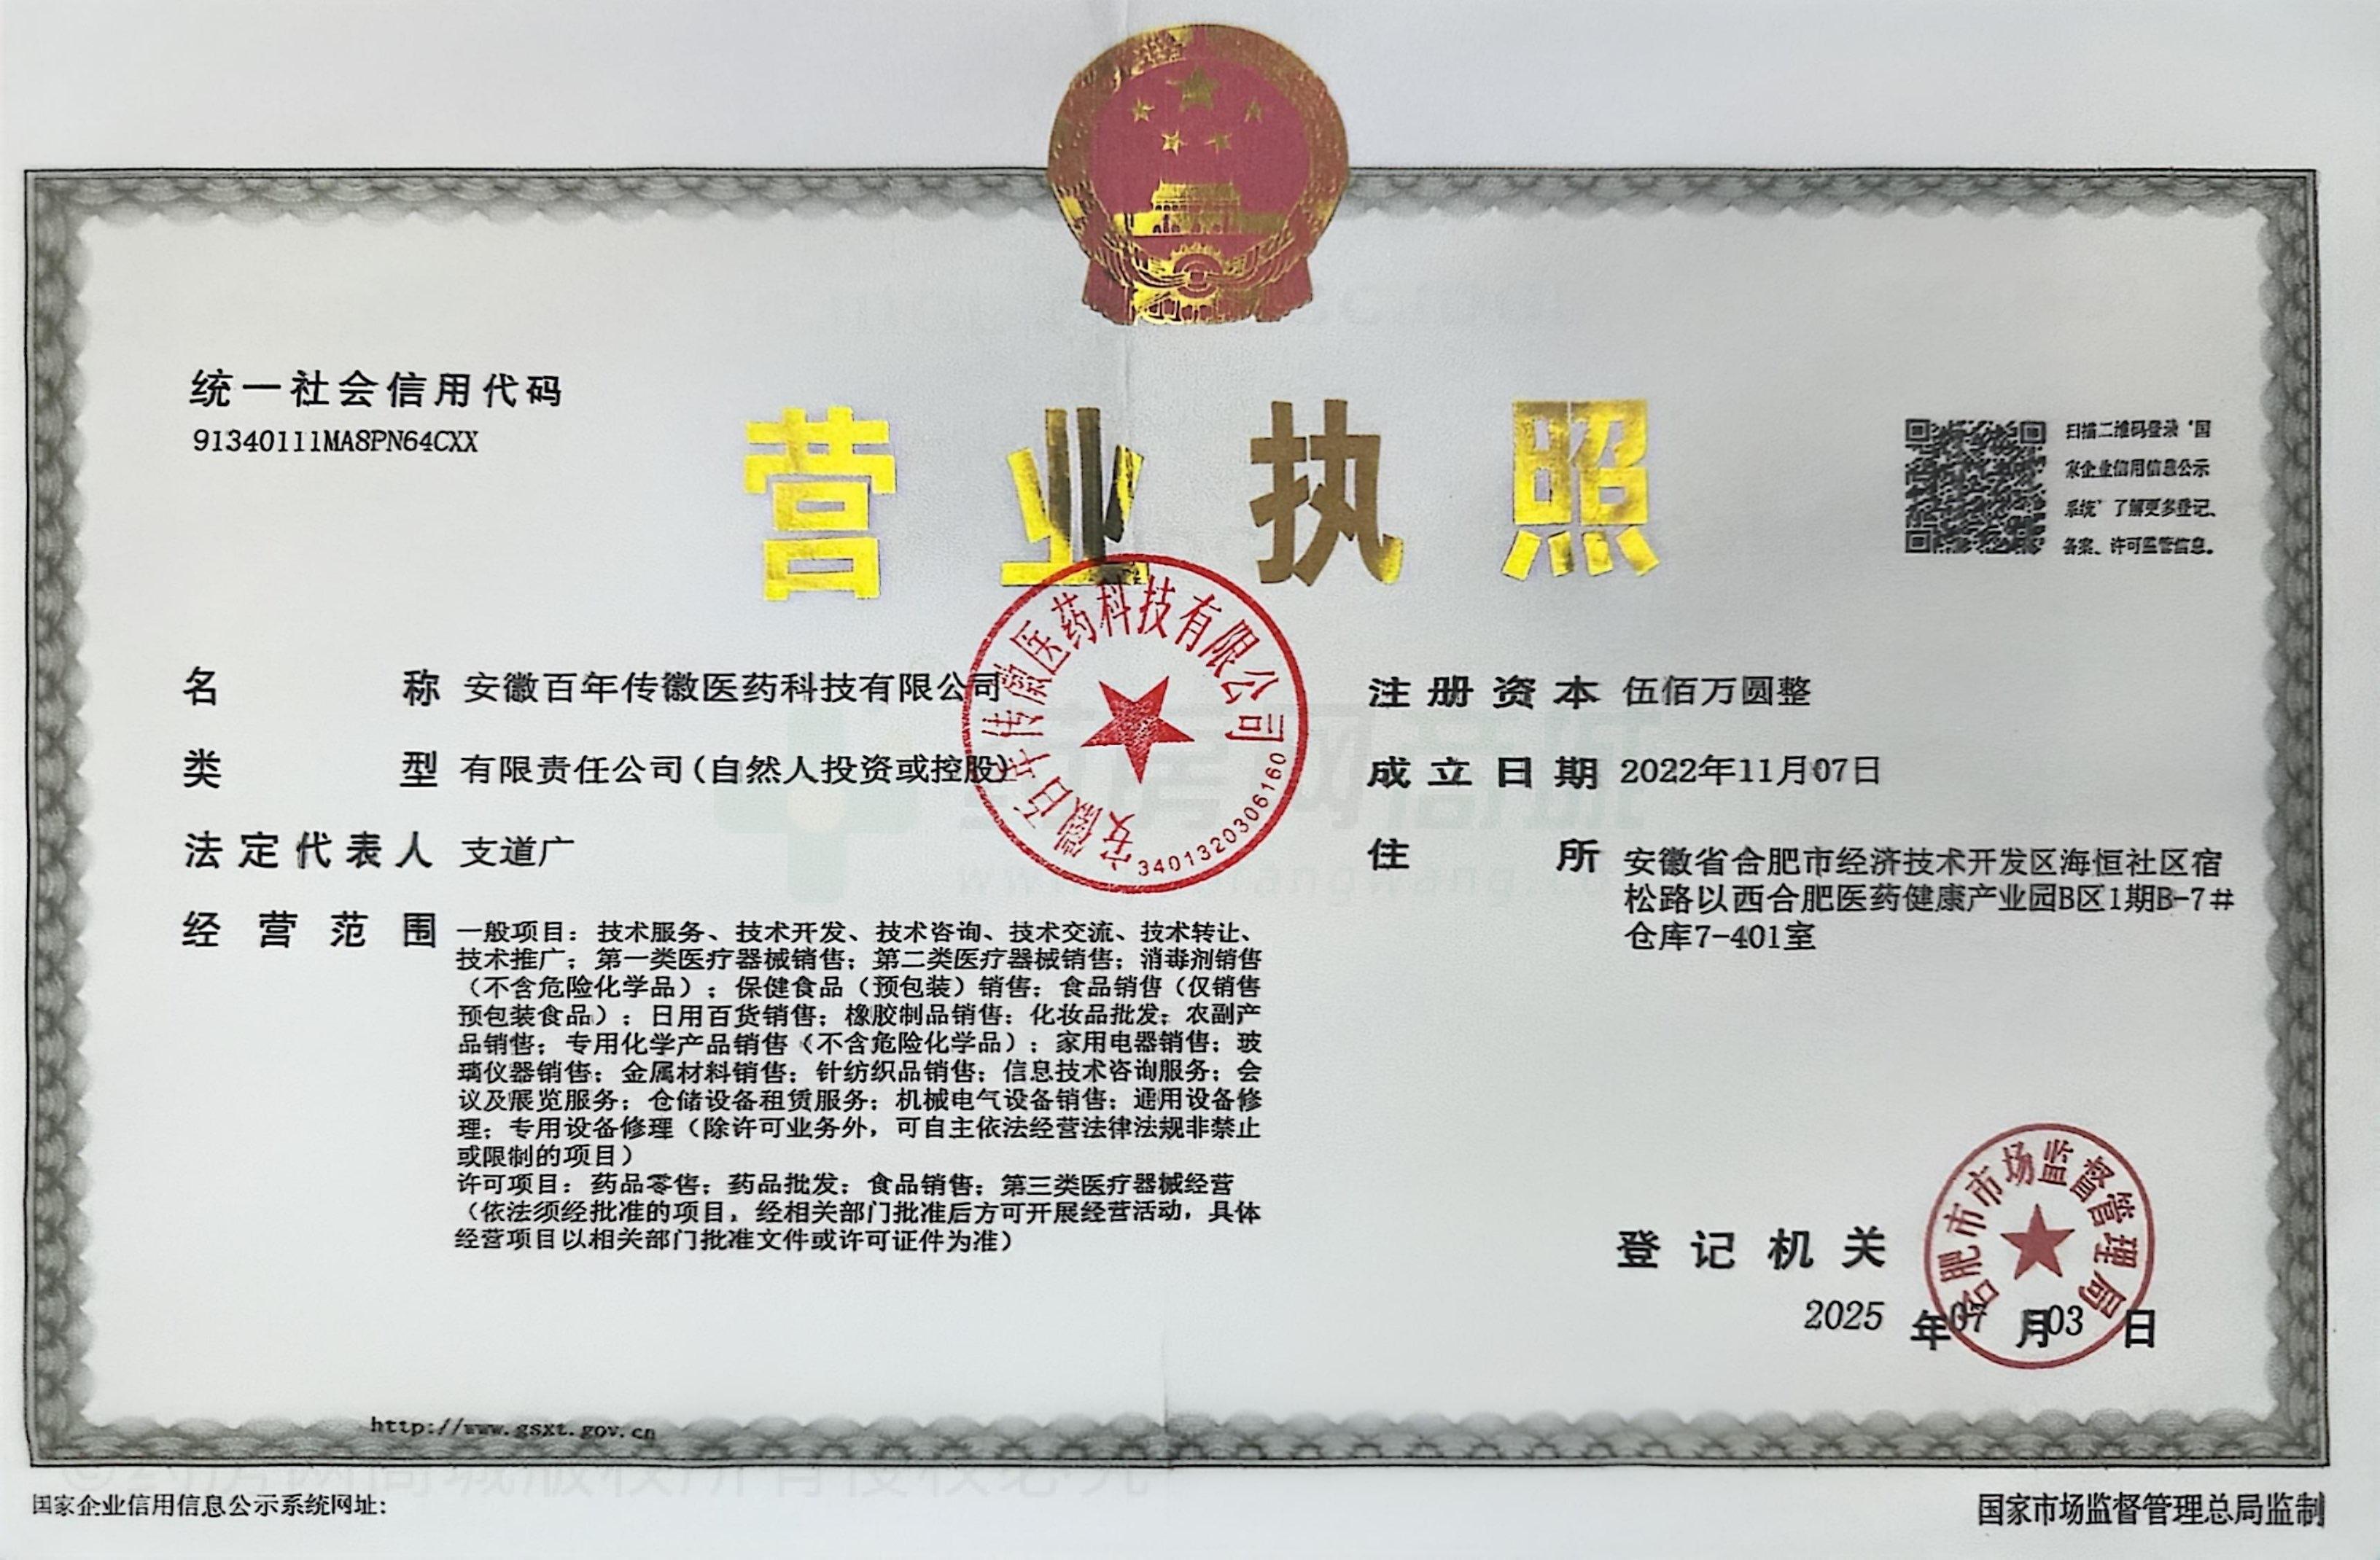 统一社会信用代码
91340111MA8PN64CXX
营业执照
扫描二维码登录“国
家企业信用信息公示
系统”了解更多登记、
备案、许可监管信息。
名称 安徽百年传徽医药科技有限公司
类型 有限责任公司(自然人投资或控股)
法定代表人 支道广
经营范围 一般项目：技术服务、技术开发、技术咨询、技术交流、技术转让、
技术推广；第一类医疗器械销售；第二类医疗器械销售；消毒剂销售
（不含危险化学品）；保健食品（预包装）销售；食品销售（仅销售
预包装食品）；日用百货销售；橡胶制品销售；化妆品批发；农副产
品销售；专用化学产品销售（不含危险化学品）；家用电器销售；玻
璃仪器销售；金属材料销售；针纺织品销售；信息技术咨询服务；会
议及展览服务；仓储设备租赁服务；机械电气设备销售；通用设备修
理；专用设备修理（除许可业务外，可自主依法经营法律法规非禁止
或限制的项目）
许可项目：药品零售；药品批发；食品销售；第三类医疗器械经营
（依法须经批准的项目，经相关部门批准后方可开展经营活动，具体
经营项目以相关部门批准文件或许可证件为准）
注册资本 伍佰万圆整
成立日期 2022年11月07日
住所 安徽省合肥市经济技术开发区海恒社区宿
松路以西合肥医药健康产业园B区1期B-7#
仓库7-401室
安徽百年传徽医药科技有限公司
3401320306160
登记机关
合肥市市场监督管理局
2025年07月03日
http://www.gsxt.gov.cn
国家企业信用信息公示系统网址：
国家市场监督管理总局监制
药房网商城
©药房网商城版权所有侵权必究